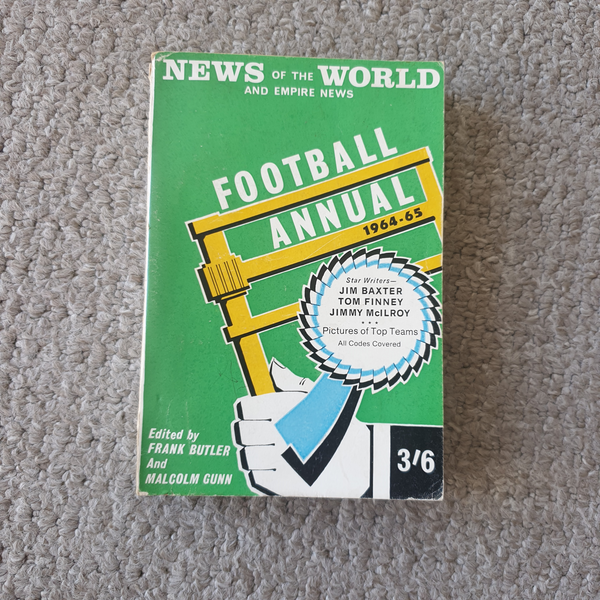 NEWS OF THE WORLD
AND EMPIRE NEWS
FOOTBALL
ANNUAL
1964-65
Star Writers—
JIM BAXTER
TOM FINNEY
JIMMY McILROY
• • •
Pictures of Top Teams
All Codes Covered
Edited by
FRANK BUTLER
And
MALCOLM GUNN
3/6